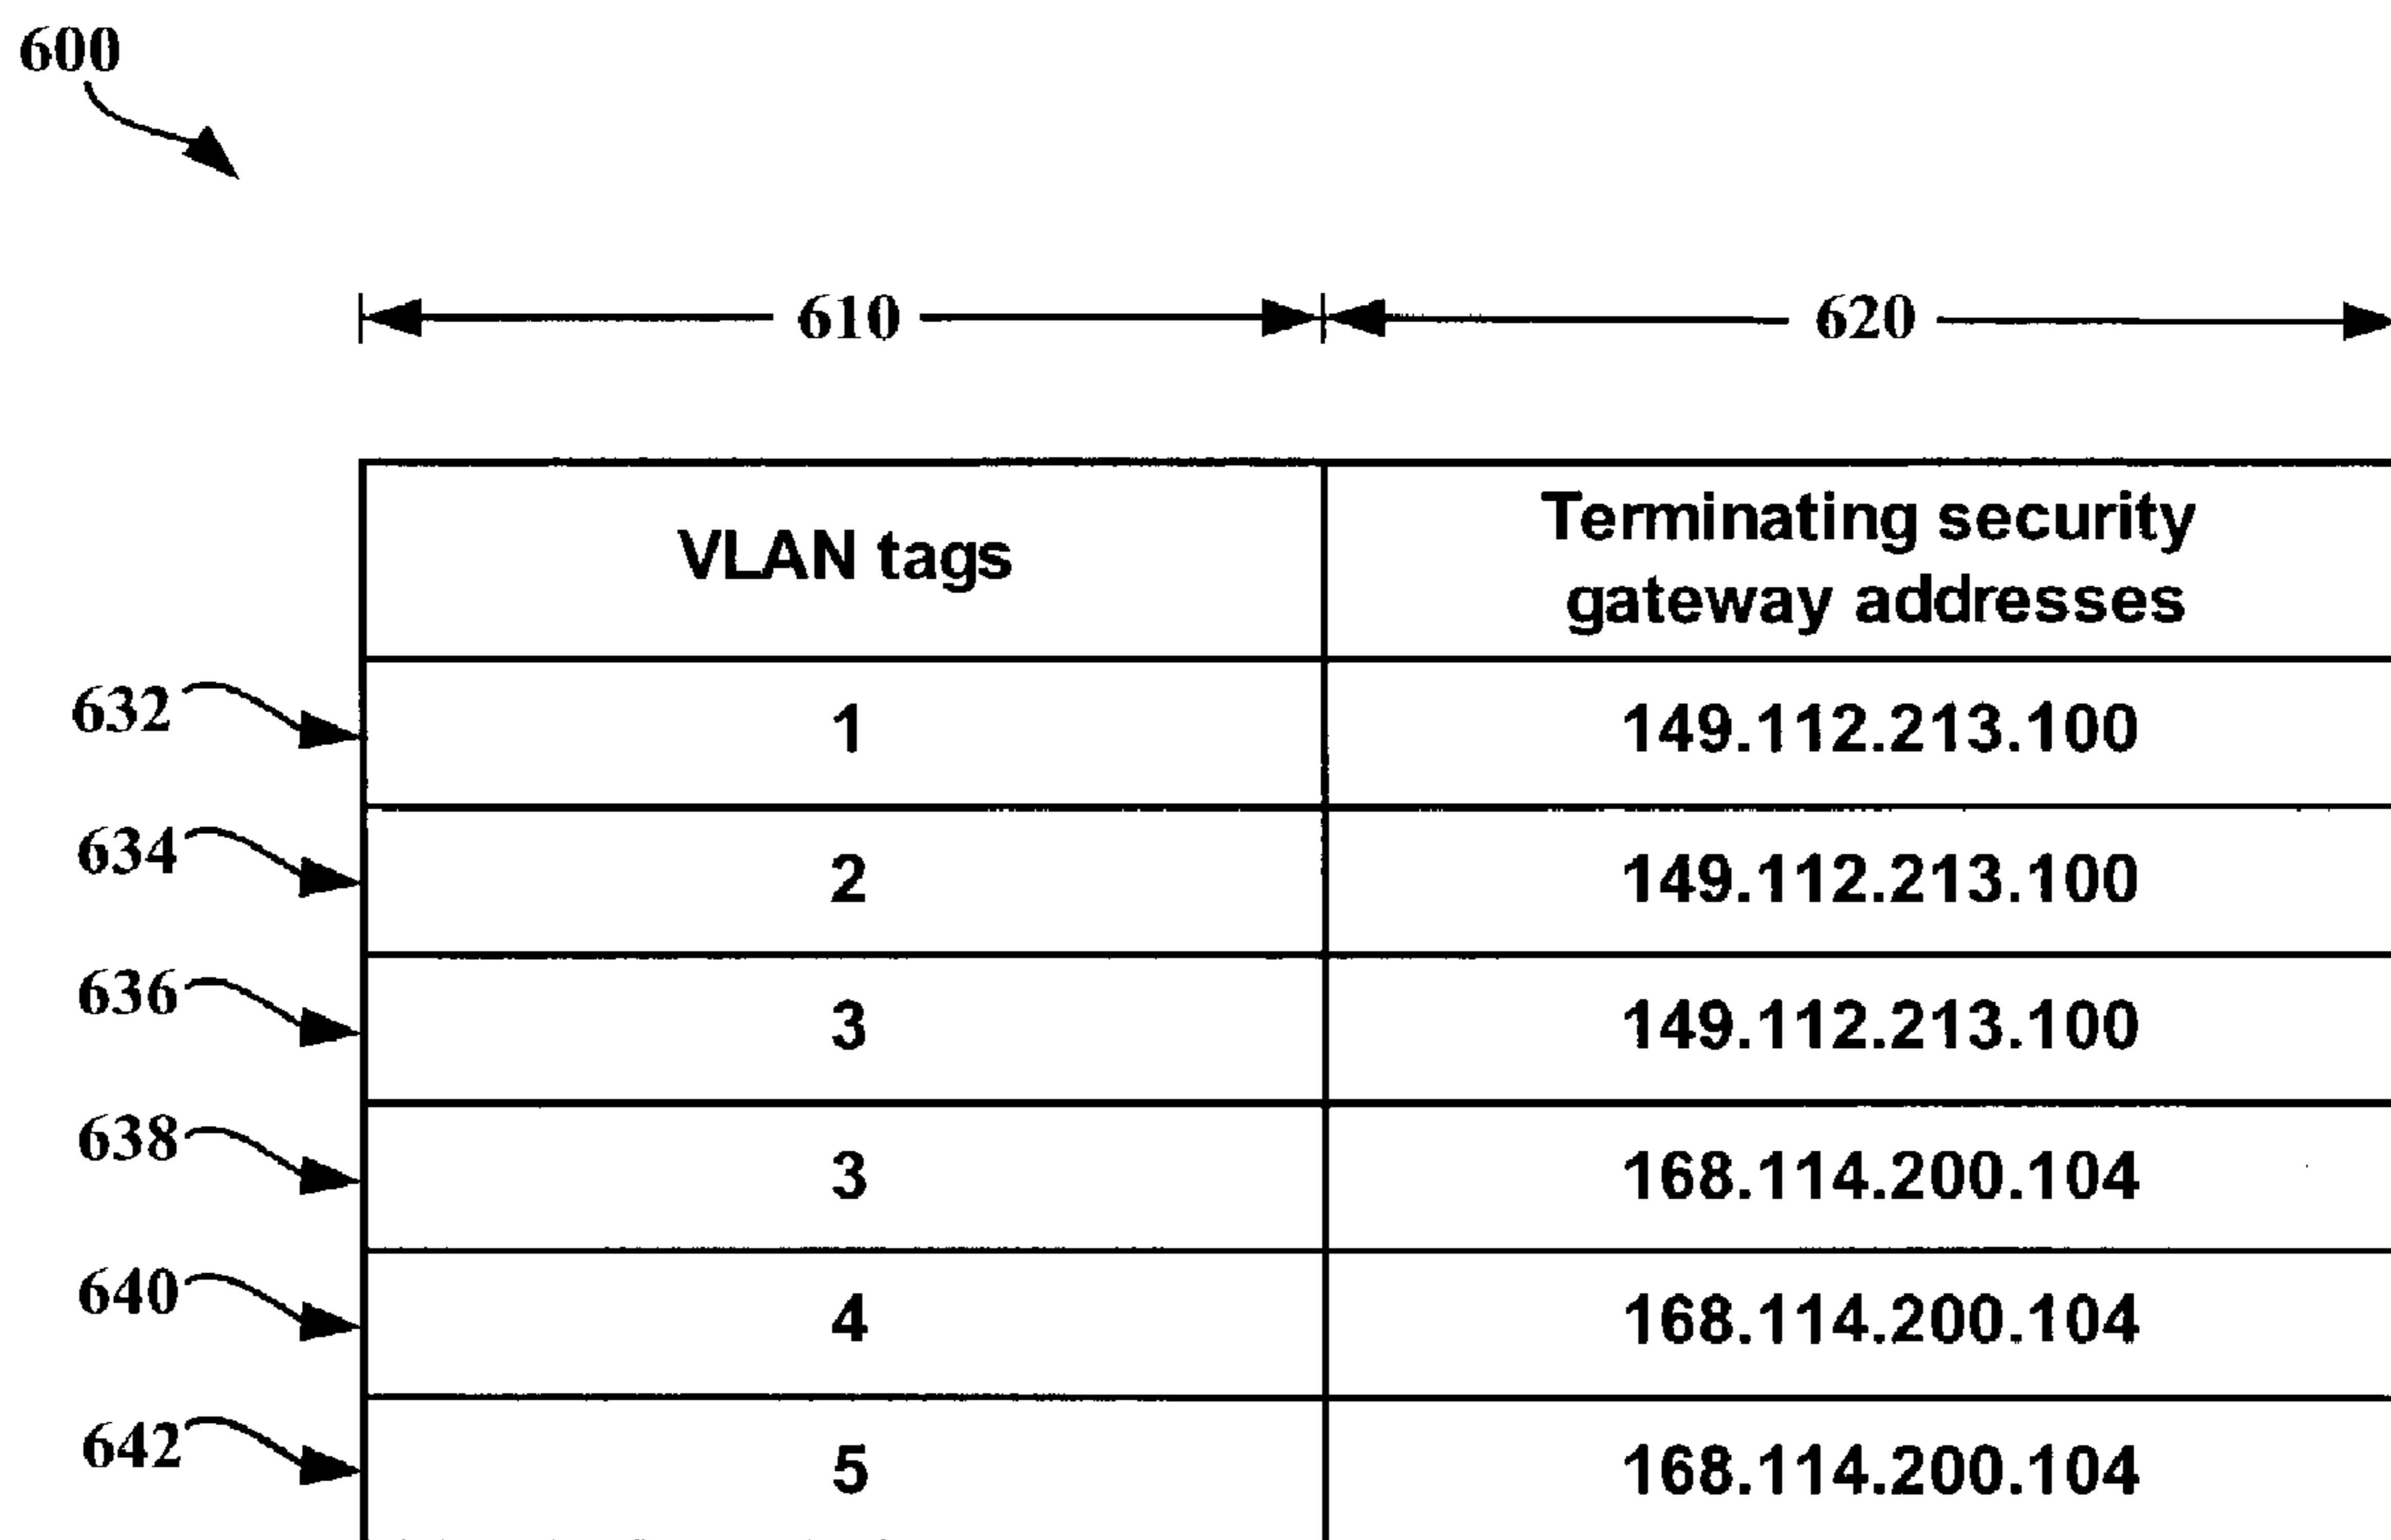 600
610 620
VLAN tags
Terminating security
gateway addresses
632 1 149.112.213.100
634 2 149.112.213.100
636 3 149.112.213.100
638 3 168.114.200.104
640 4 168.114.200.104
642 5 168.114.200.104